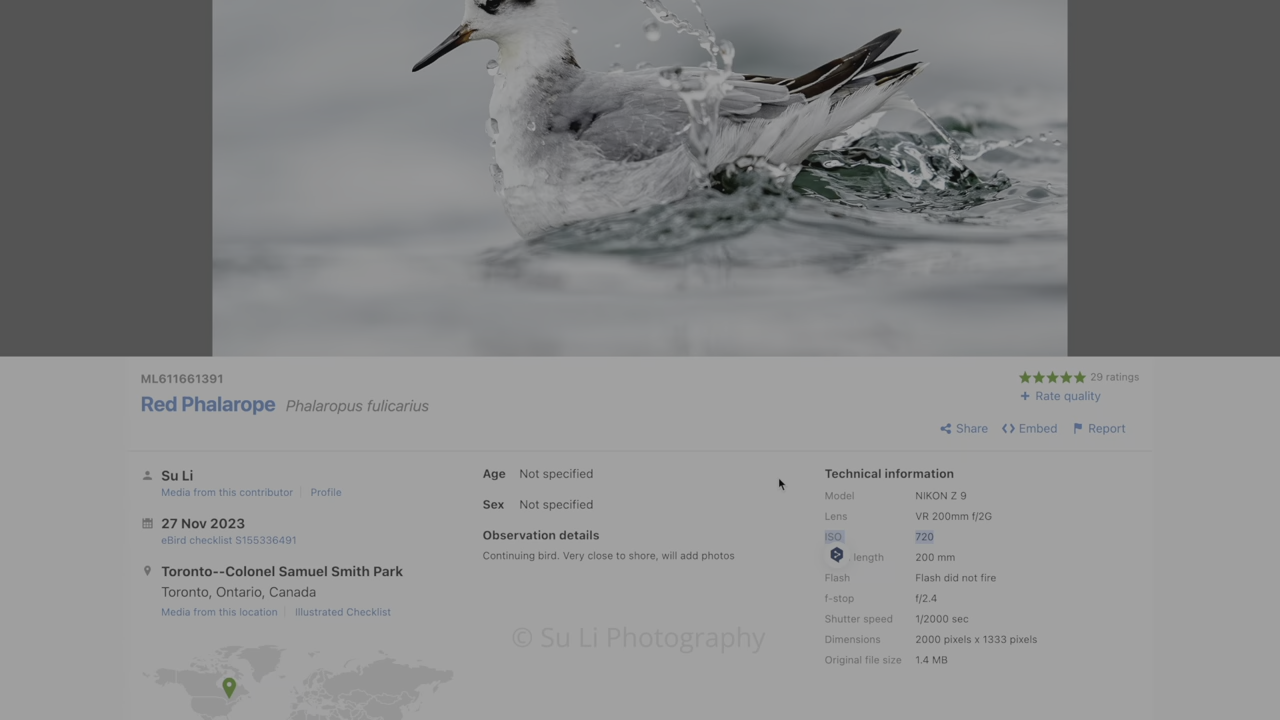 ML611661391
29 ratings
Red Phalarope Phalaropus fulicarius
+ Rate quality
Share Embed Report
Su Li
Media from this contributor | Profile
27 Nov 2023
eBird checklist S155336491
Toronto--Colonel Samuel Smith Park
Toronto, Ontario, Canada
Media from this location | Illustrated Checklist
Age Not specified
Sex Not specified
Observation details
Continuing bird. Very close to shore, will add photos
© Su Li Photography
Technical information
Model NIKON Z 9
Lens VR 200mm f/2G
ISO 720
length 200 mm
Flash Flash did not fire
f-stop f/2.4
Shutter speed 1/2000 sec
Dimensions 2000 pixels x 1333 pixels
Original file size 1.4 MB